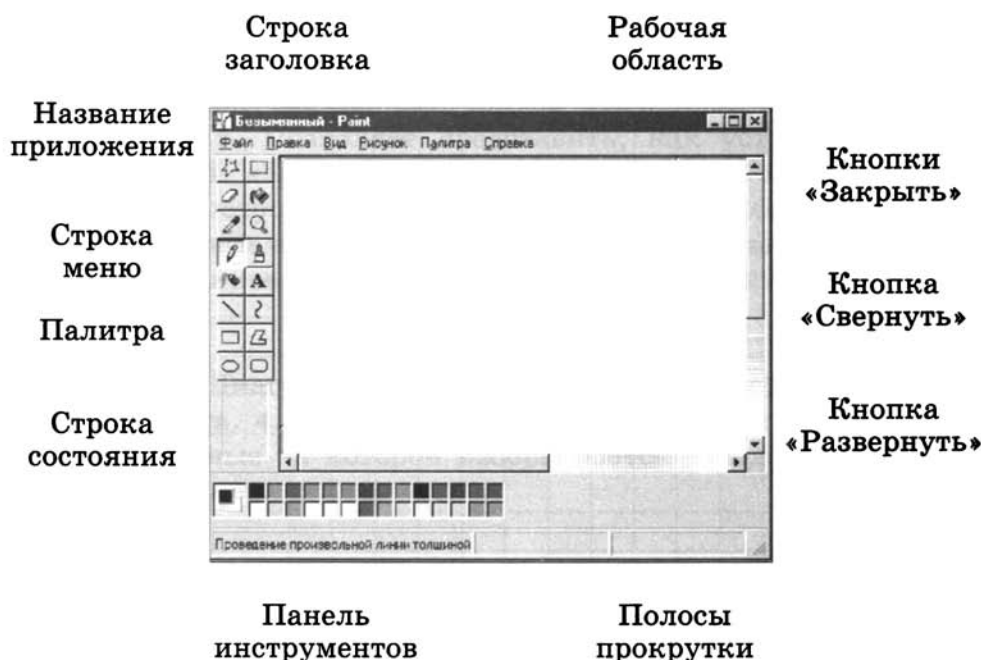 Строка
заголовка
Рабочая
область
Название
приложения
Безымянный - Paint
Файл Правка Вид Рисунок Палитра Справка
Кнопки
«Закрыть»
Строка
меню
Кнопка
«Свернуть»
Палитра
Кнопка
«Развернуть»
Строка
состояния
Проведение произвольной линии толщиной
Панель
инструментов
Полосы
прокрутки